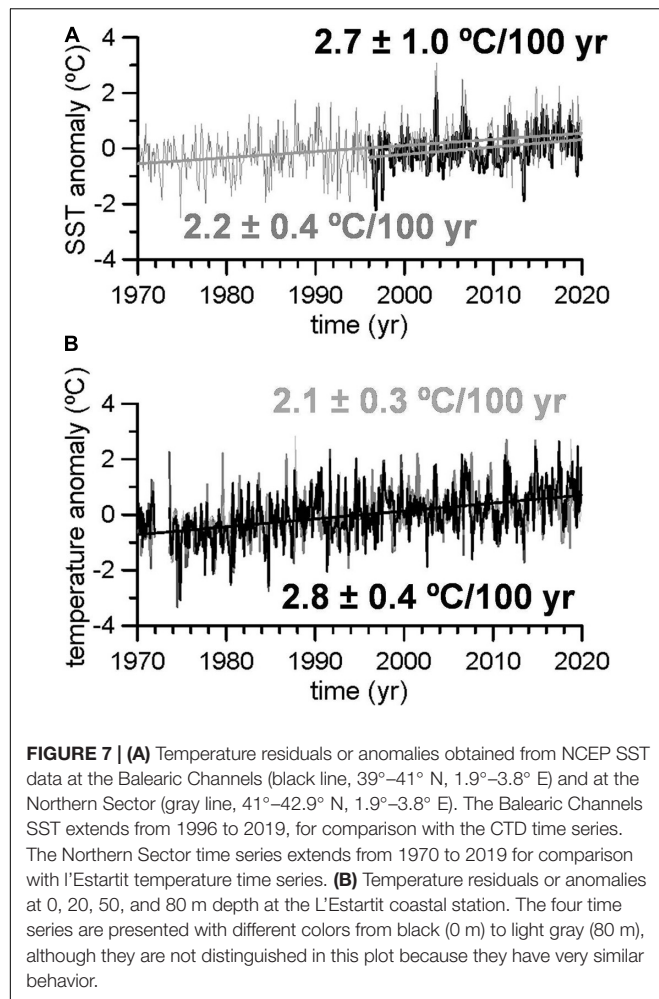 A
2.7 ± 1.0 ºC/100 yr
SST anomaly (ºC)
4
2
0
-2
-4
2.2 ± 0.4 ºC/100 yr
1970 1980 1990 2000 2010 2020
time (yr)
B
temperature anomaly (ºC)
4
2
0
-2
-4
2.1 ± 0.3 ºC/100 yr
2.8 ± 0.4 ºC/100 yr
1970 1980 1990 2000 2010 2020
time (yr)
FIGURE 7 | (A) Temperature residuals or anomalies obtained from NCEP SST
data at the Balearic Channels (black line, 39°–41° N, 1.9°–3.8° E) and at the
Northern Sector (gray line, 41°–42.9° N, 1.9°–3.8° E). The Balearic Channels
SST extends from 1996 to 2019, for comparison with the CTD time series.
The Northern Sector time series extends from 1970 to 2019 for comparison
with l'Estartit temperature time series. (B) Temperature residuals or anomalies
at 0, 20, 50, and 80 m depth at the L'Estartit coastal station. The four time
series are presented with different colors from black (0 m) to light gray (80 m),
although they are not distinguished in this plot because they have very similar
behavior.